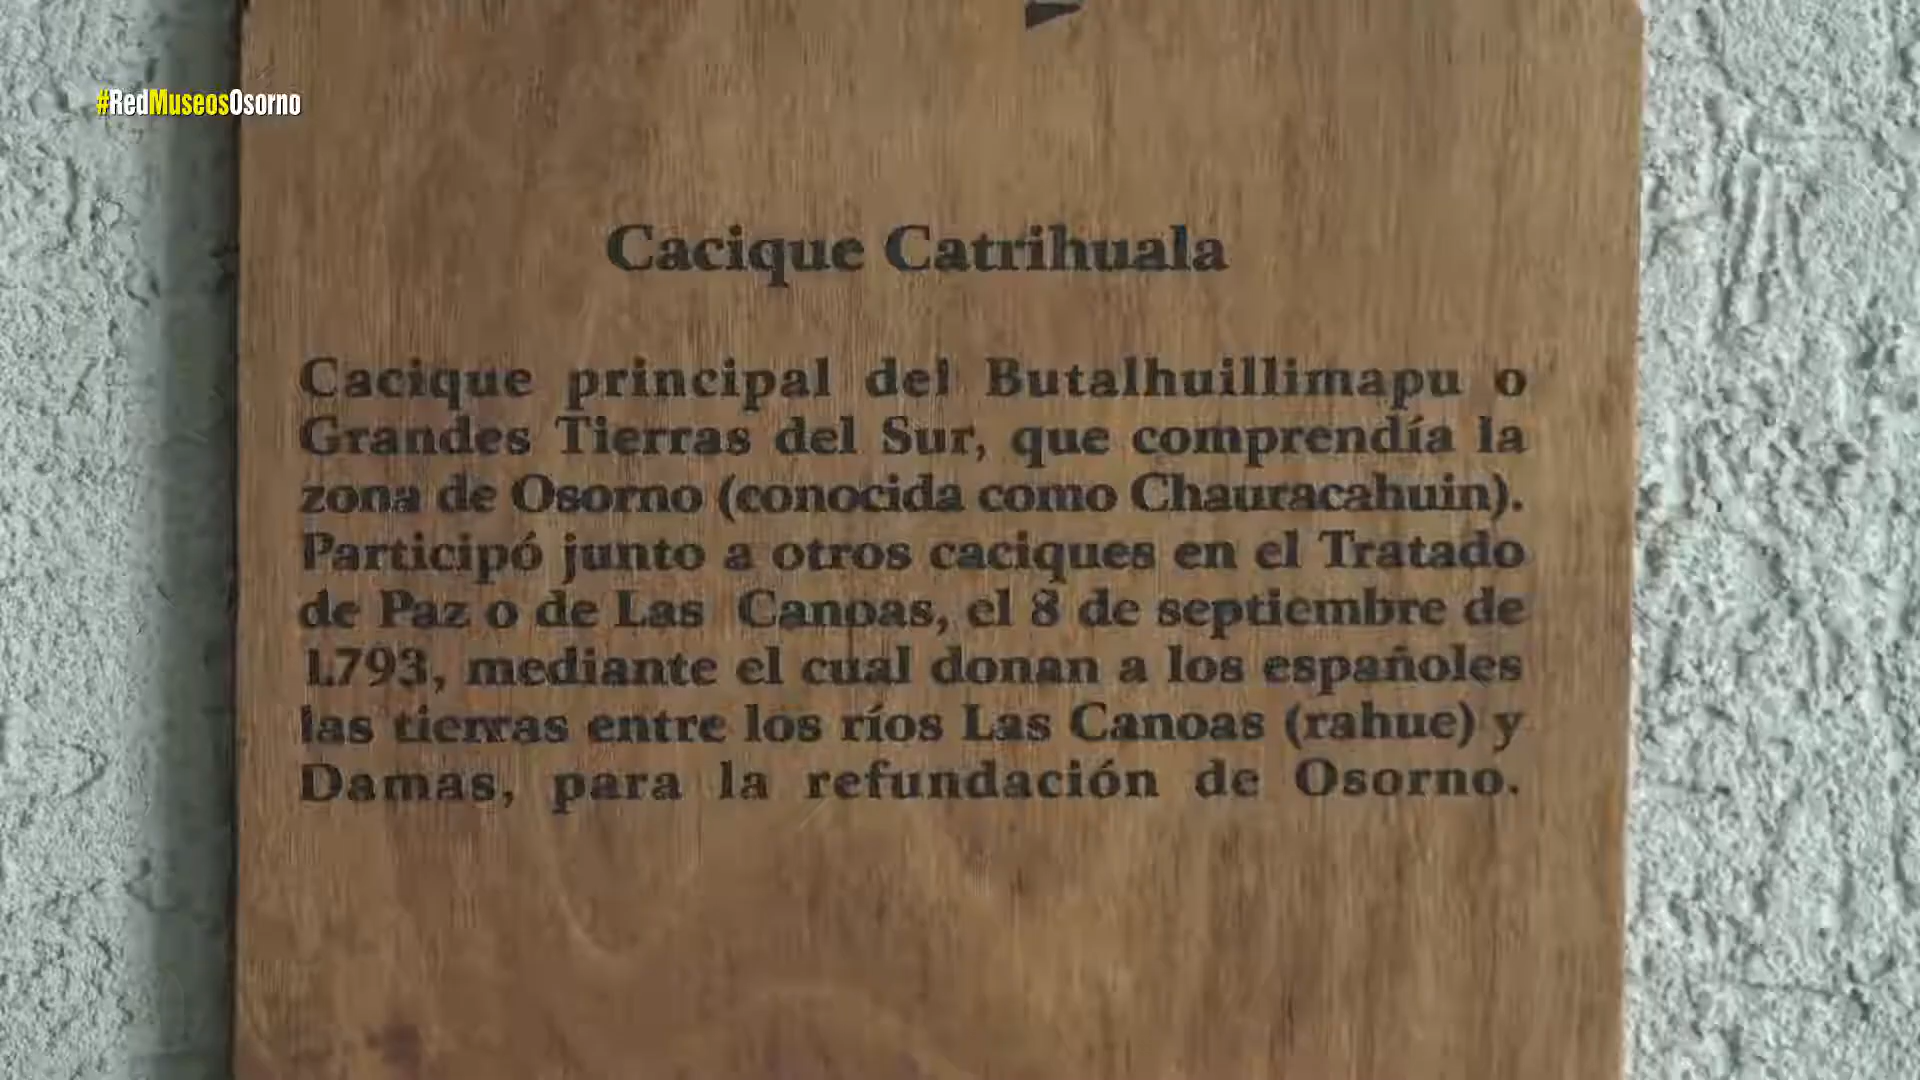 #RedMuseosOsorno
Cacique Catrihuala
Cacique principal del Butalhuillimapu o
Grandes Tierras del Sur, que comprendía la
zona de Osorno (conocida como Chauracahuin).
Participó junto a otros caciques en el Tratado
de Paz o de Las Canoas, el 8 de septiembre de
1.793, mediante el cual donan a los españoles
las tierras entre los ríos Las Canoas (rahue) y
Damas, para la refundación de Osorno.